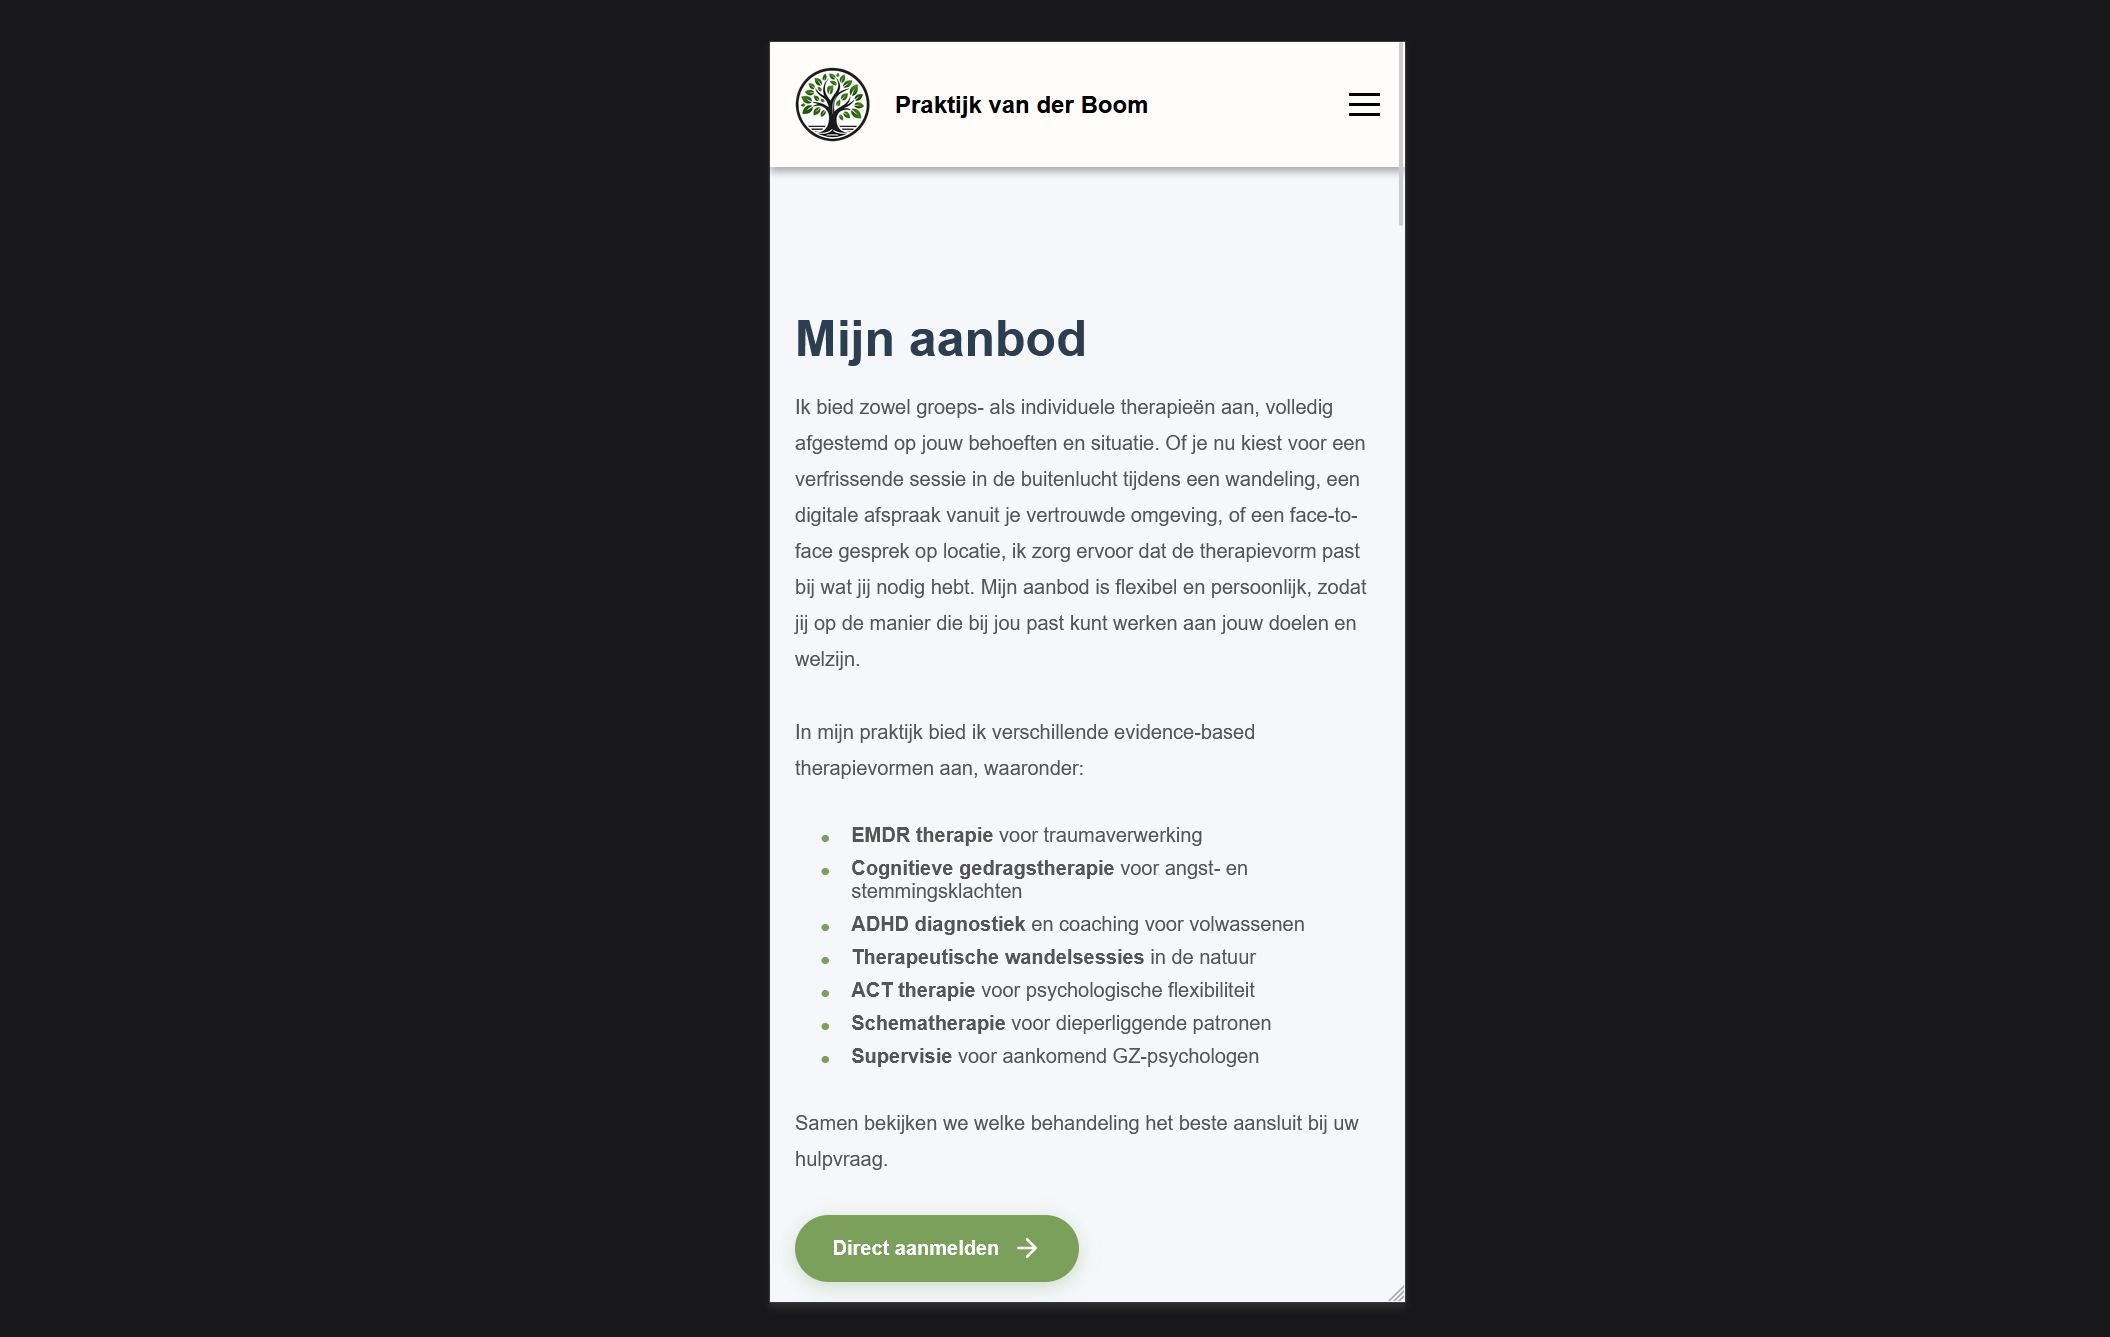 Praktijk van der Boom
Mijn aanbod
Ik bied zowel groeps- als individuele therapieën aan, volledig
afgestemd op jouw behoeften en situatie. Of je nu kiest voor een
verfrissende sessie in de buitenlucht tijdens een wandeling, een
digitale afspraak vanuit je vertrouwde omgeving, of een face-to-
face gesprek op locatie, ik zorg ervoor dat de therapievorm past
bij wat jij nodig hebt. Mijn aanbod is flexibel en persoonlijk, zodat
jij op de manier die bij jou past kunt werken aan jouw doelen en
welzijn.
In mijn praktijk bied ik verschillende evidence-based
therapievormen aan, waaronder:
EMDR therapie voor traumaverwerking
Cognitieve gedragstherapie voor angst- en
stemmingsklachten
ADHD diagnostiek en coaching voor volwassenen
Therapeutische wandelsessies in de natuur
ACT therapie voor psychologische flexibiliteit
Schematherapie voor dieperliggende patronen
Supervisie voor aankomend GZ-psychologen
Samen bekijken we welke behandeling het beste aansluit bij uw
hulpvraag.
Direct aanmelden